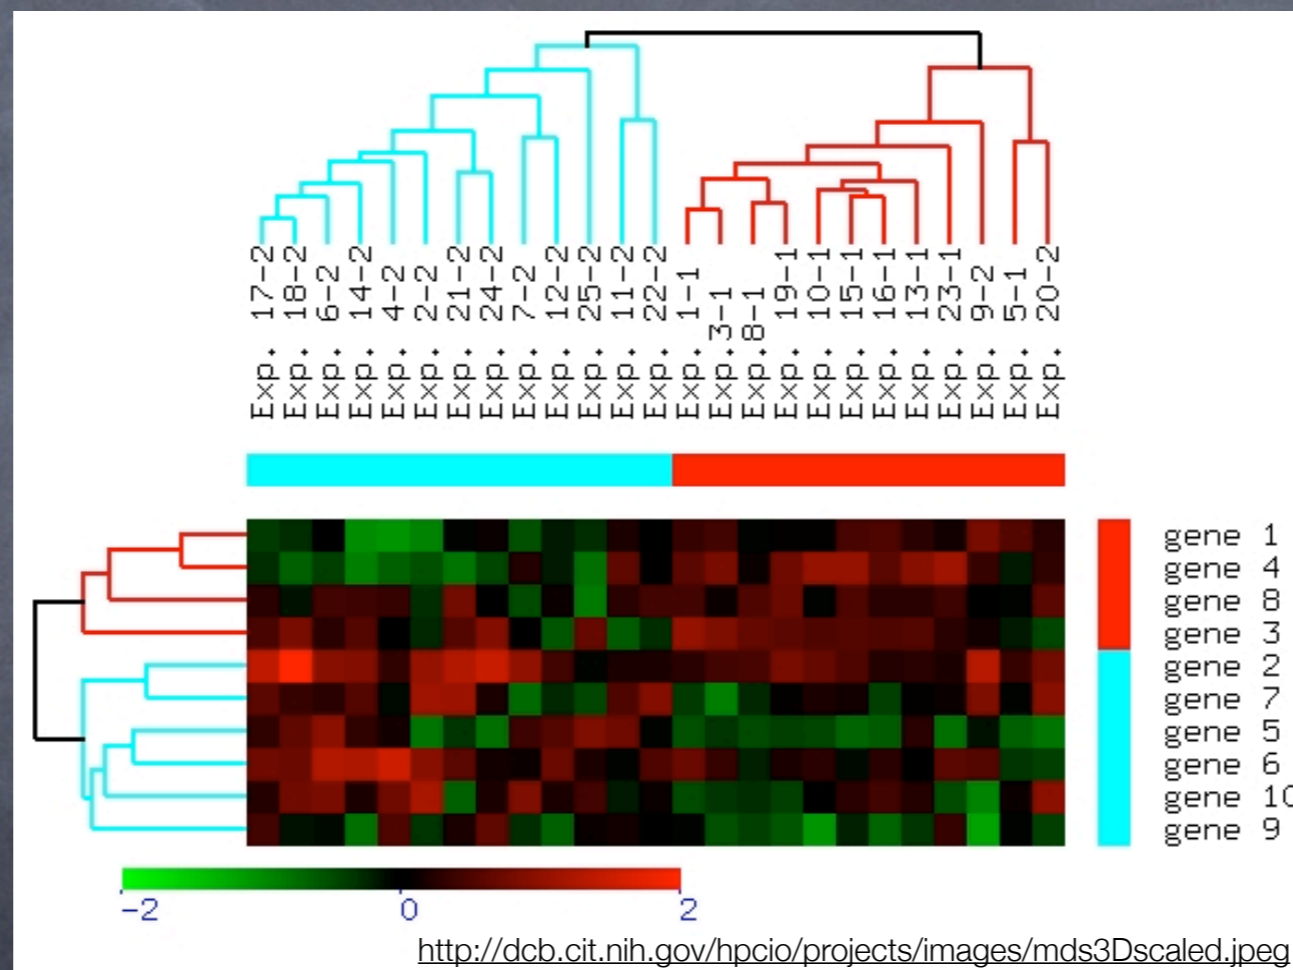 Exp. 17-2
Exp. 18-2
Exp. 6-2
Exp. 14-2
Exp. 4-2
Exp. 2-2
Exp. 21-2
Exp. 24-2
Exp. 7-2
Exp. 12-2
Exp. 25-2
Exp. 11-2
Exp. 22-2
Exp. 1-1
Exp. 3-1
Exp. 8-1
Exp. 19-1
Exp. 10-1
Exp. 15-1
Exp. 16-1
Exp. 13-1
Exp. 23-1
Exp. 9-2
Exp. 5-1
Exp. 20-2
gene 1
gene 4
gene 8
gene 3
gene 2
gene 7
gene 5
gene 6
gene 10
gene 9
-2 0 2
http://dcb.cit.nih.gov/hpcio/projects/images/mds3Dscaled.jpeg